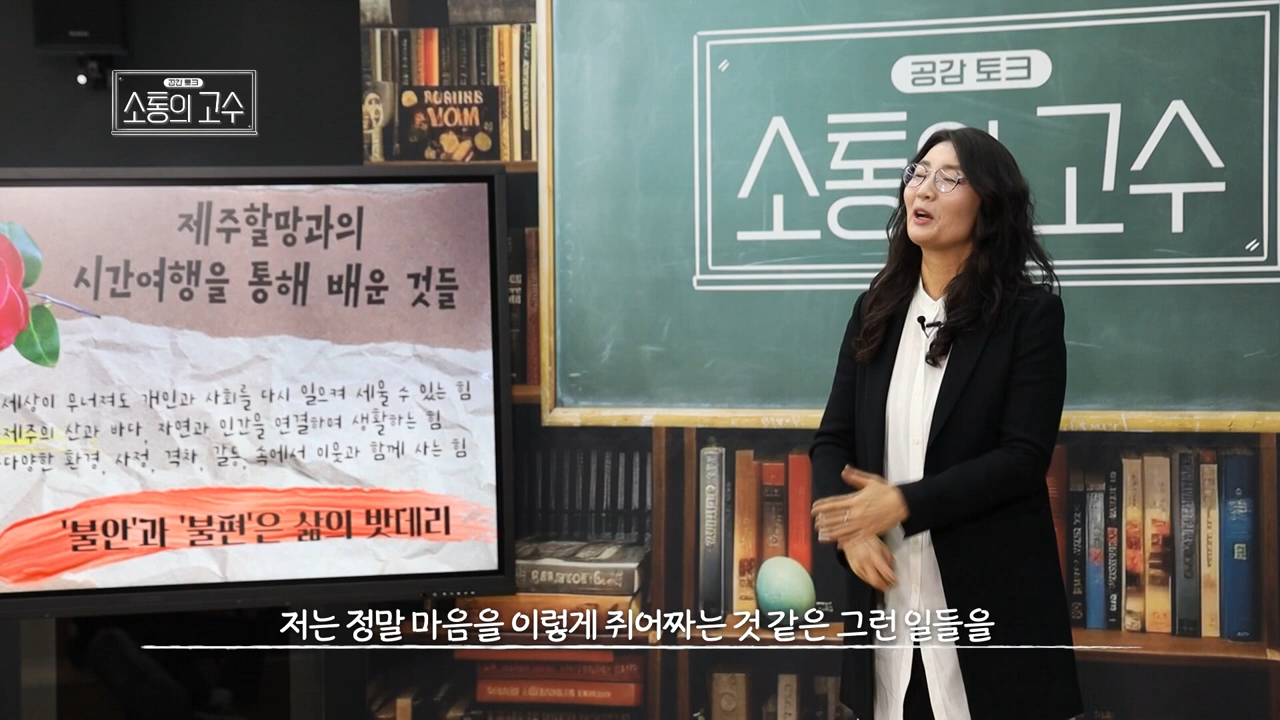 공감 토크
소통의 고수
공감 토크
소통의 고수
제주할망과의
시간여행을 통해 배운 것들
세상이 무너져도 개인과 사회를 다시 일으켜 세울 수 있는 힘
제주의 산과 바다, 자연과 인간을 연결하여 생활하는 힘
다양한 환경, 사정, 격차, 갈등, 속에서 이웃과 함께 사는 힘
'불안'과 '불편'은 삶의 밧데리
저는 정말 마음을 이렇게 쥐어짜는 것 같은 그런 일들을